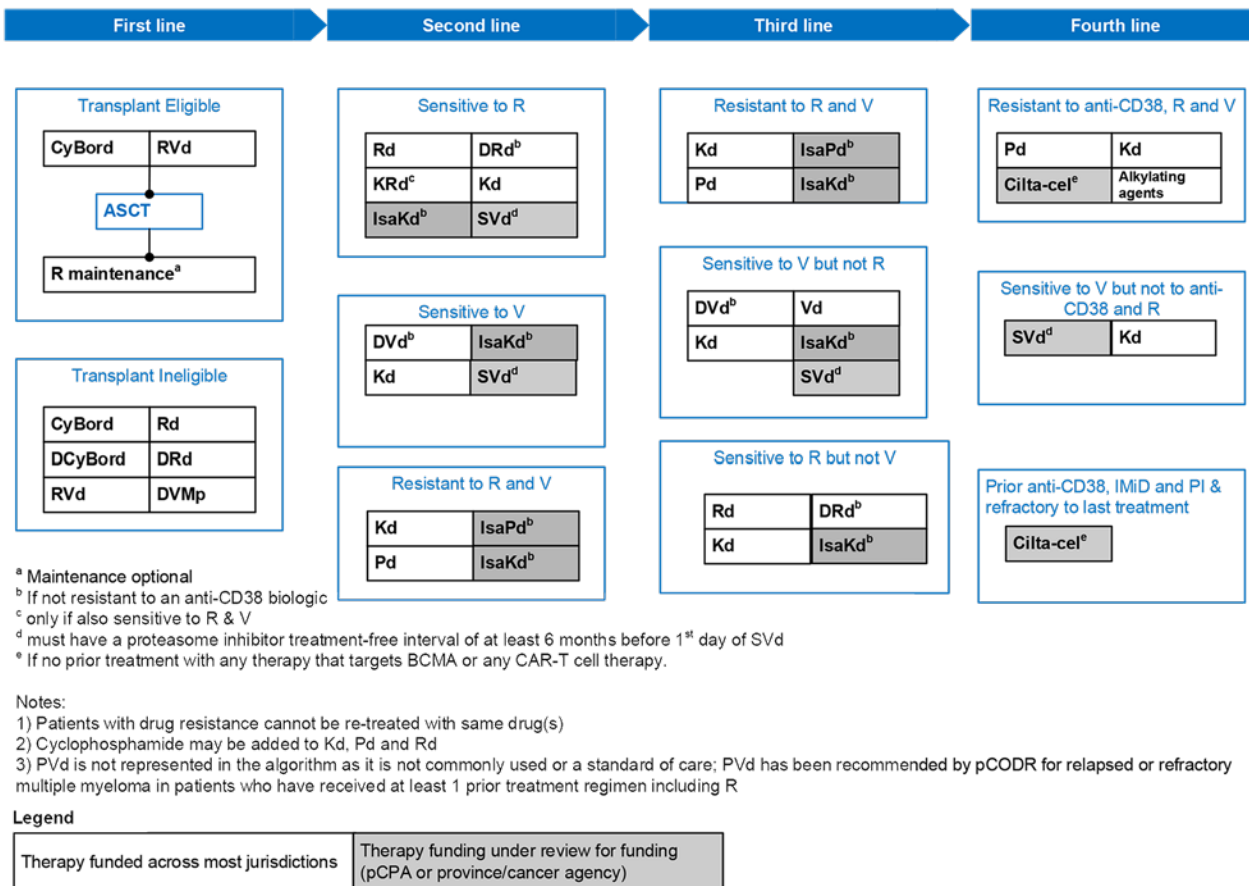 First line
Second line
Third line
Fourth line
Transplant Eligible
CyBord
RVd
ASCT
R maintenanceᵃ
Transplant Ineligible
CyBord
Rd
DCyBord
DRd
RVd
DVMp
Sensitive to R
Rd
DRdᵇ
KRdᶜ
Kd
IsaKdᵇ
SVdᵈ
Sensitive to V
DVdᵇ
IsaKdᵇ
Kd
SVdᵈ
Resistant to R and V
Kd
IsaPdᵇ
Pd
IsaKdᵇ
Resistant to R and V
Kd
IsaPdᵇ
Pd
IsaKdᵇ
Sensitive to V but not R
DVdᵇ
Vd
Kd
IsaKdᵇ
SVdᵈ
Sensitive to R but not V
Rd
DRdᵇ
Kd
IsaKdᵇ
Resistant to anti-CD38, R and V
Pd
Kd
Cilta-celᵉ
Alkylating
agents
Sensitive to V but not to anti-
CD38 and R
SVdᵈ
Kd
Prior anti-CD38, IMiD and PI &
refractory to last treatment
Cilta-celᵉ
ᵃ Maintenance optional
ᵇ If not resistant to an anti-CD38 biologic
ᶜ only if also sensitive to R & V
ᵈ must have a proteasome inhibitor treatment-free interval of at least 6 months before 1ˢᵗ day of SVd
ᵉ If no prior treatment with any therapy that targets BCMA or any CAR-T cell therapy.
Notes:
1) Patients with drug resistance cannot be re-treated with same drug(s)
2) Cyclophosphamide may be added to Kd, Pd and Rd
3) PVd is not represented in the algorithm as it is not commonly used or a standard of care; PVd has been recommended by pCODR for relapsed or refractory
multiple myeloma in patients who have received at least 1 prior treatment regimen including R
Legend
Therapy funded across most jurisdictions
Therapy funding under review for funding
(pCPA or province/cancer agency)